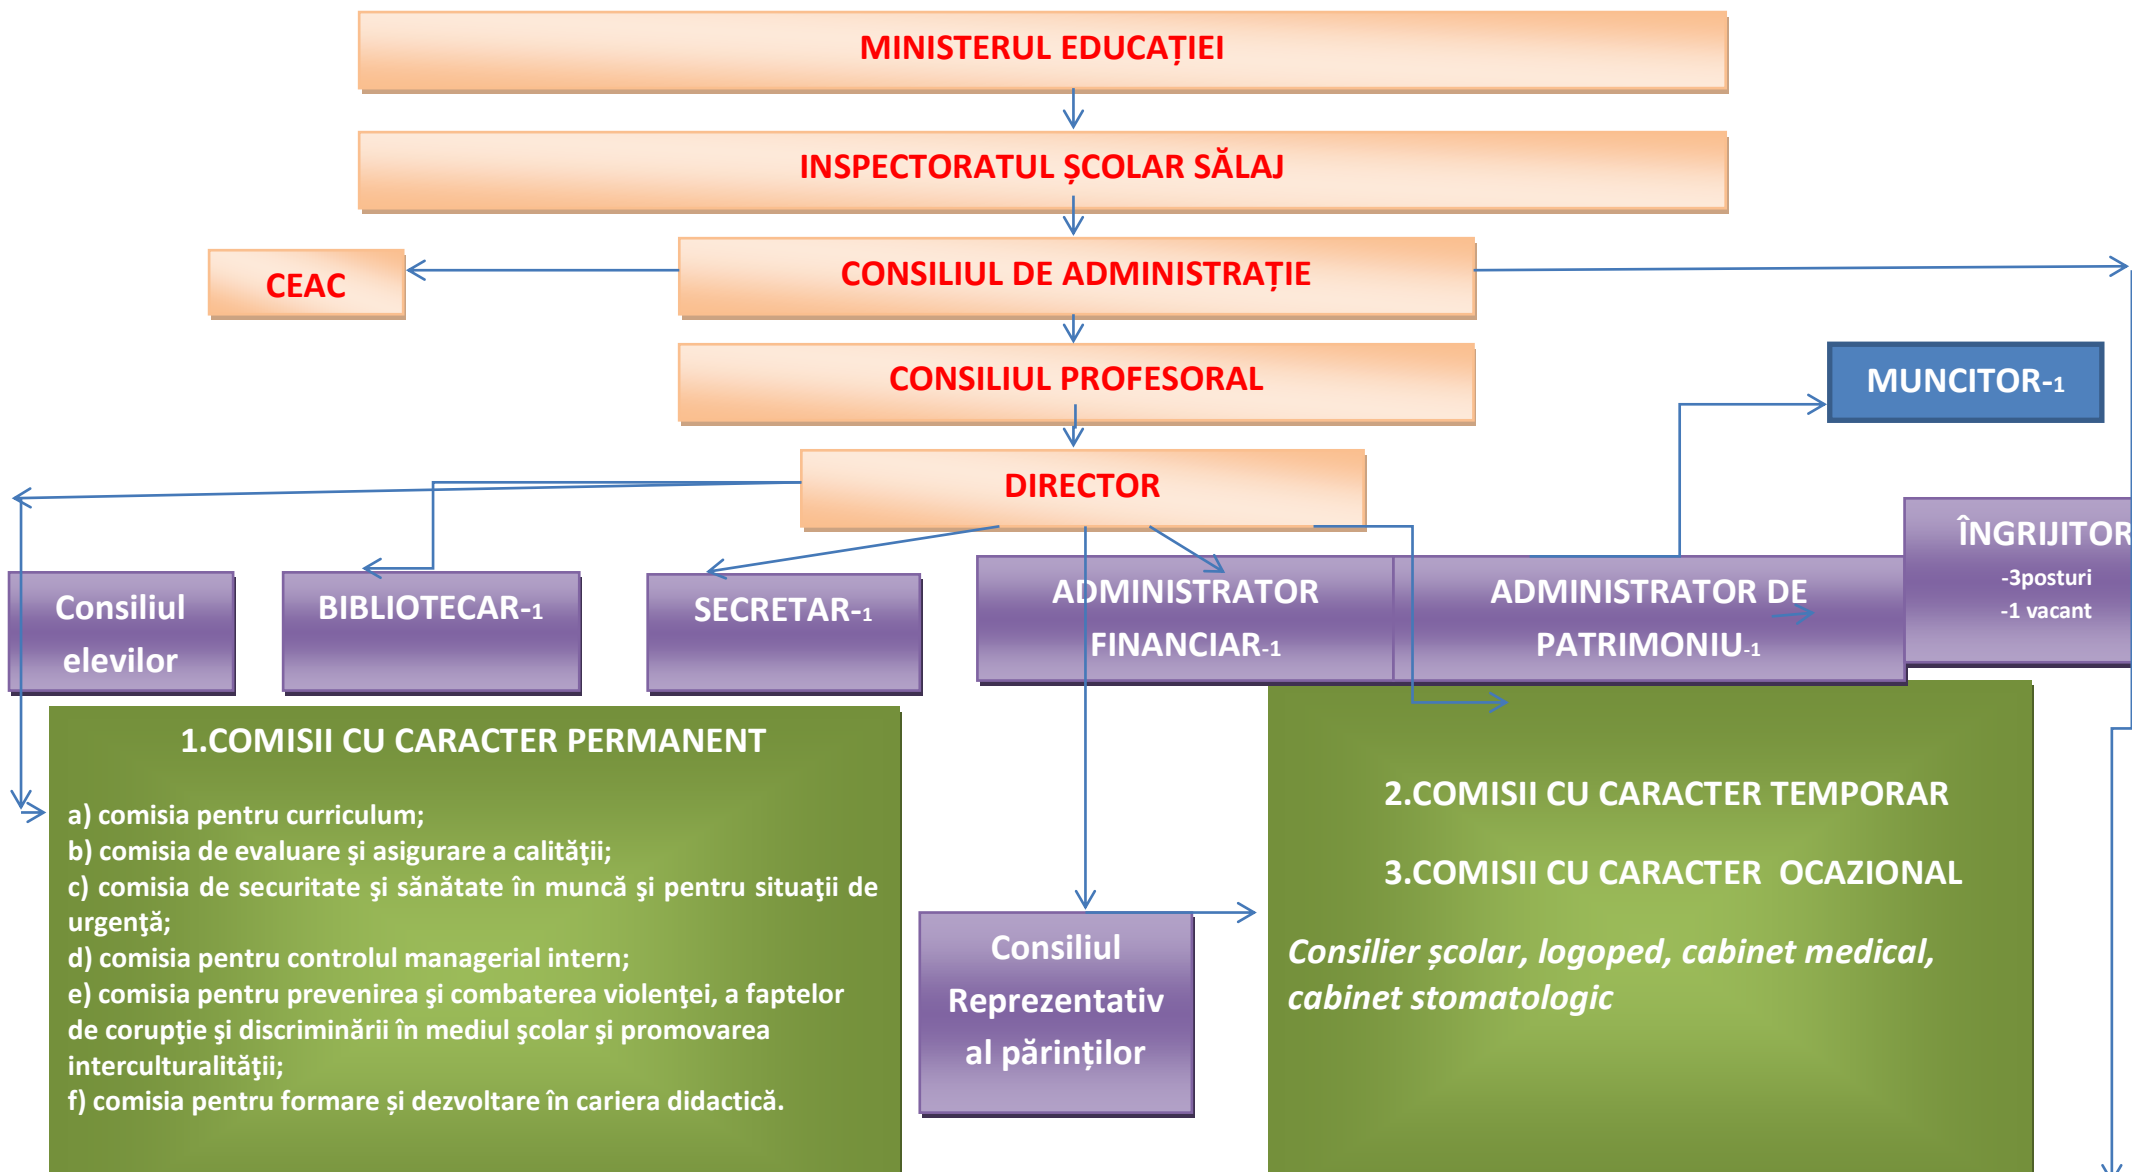 MINISTERUL EDUCAȚIEI
INSPECTORATUL ȘCOLAR SĂLAJ
CEAC
CONSILIUL DE ADMINISTRAȚIE
CONSILIUL PROFESORAL
MUNCITOR-1
DIRECTOR
Consiliul
elevilor
BIBLIOTECAR-1
SECRETAR-1
ADMINISTRATOR
FINANCIAR-1
ADMINISTRATOR DE
PATRIMONIU-1
ÎNGRIJITOR
-3posturi
-1 vacant
1.COMISII CU CARACTER PERMANENT
a) comisia pentru curriculum;
b) comisia de evaluare şi asigurare a calităţii;
c) comisia de securitate şi sănătate în muncă şi pentru situaţii de
urgenţă;
d) comisia pentru controlul managerial intern;
e) comisia pentru prevenirea şi combaterea violenţei, a faptelor
de corupţie şi discriminării în mediul şcolar şi promovarea
interculturalităţii;
f) comisia pentru formare și dezvoltare în cariera didactică.
Consiliul
Reprezentativ
al părinților
2.COMISII CU CARACTER TEMPORAR
3.COMISII CU CARACTER  OCAZIONAL
Consilier școlar, logoped, cabinet medical,
cabinet stomatologic